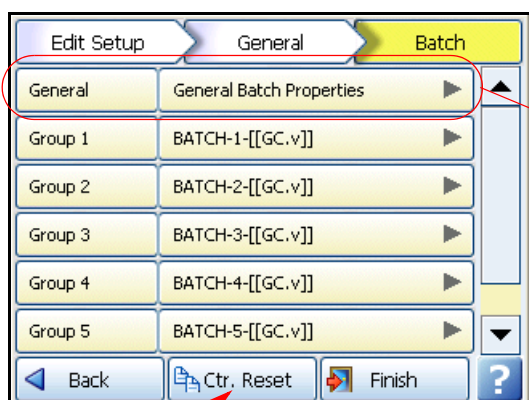 Edit Setup General Batch
General General Batch Properties
Group 1 BATCH-1-[[GC.v]]
Group 2 BATCH-2-[[GC.v]]
Group 3 BATCH-3-[[GC.v]]
Group 4 BATCH-4-[[GC.v]]
Group 5 BATCH-5-[[GC.v]]
Back Ctr. Reset Finish ?